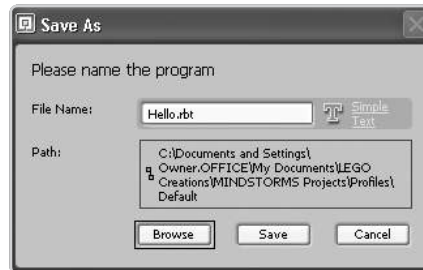 Save As
Please name the program
File Name:
Hello.rbt
Simple
Text
Path:
C:\Documents and Settings\
Owner.OFFICE\My Documents\LEGO
Creations\MINDSTORMS Projects\Profiles\
Default
Browse
Save
Cancel